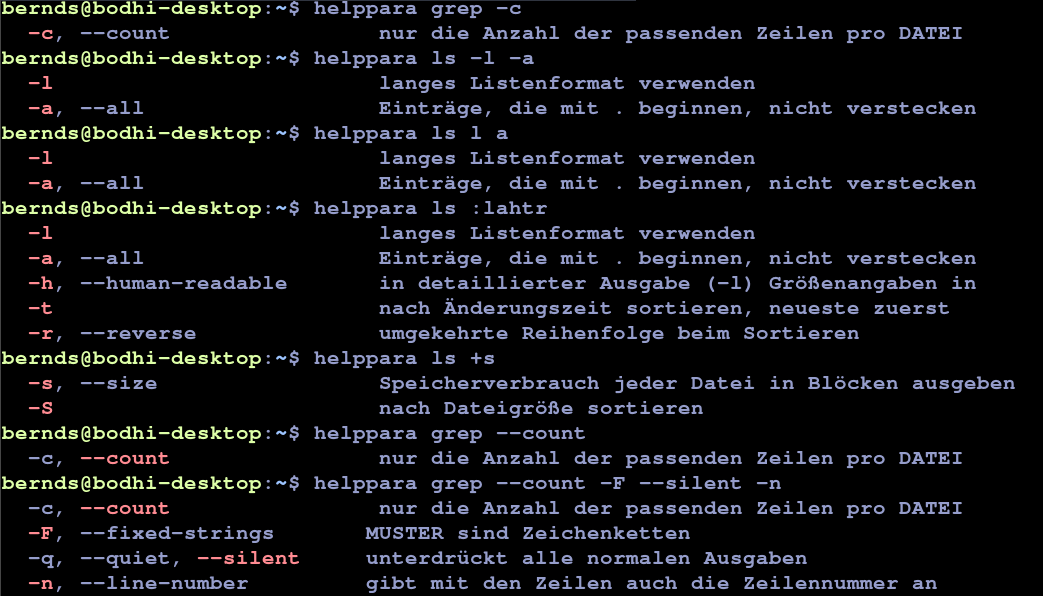 bernds@bodhi-desktop:~$ helppara grep -c
  -c, --count                nur die Anzahl der passenden Zeilen pro DATEI
bernds@bodhi-desktop:~$ helppara ls -l -a
  -l                         langes Listenformat verwenden
  -a, --all                  Einträge, die mit . beginnen, nicht verstecken
bernds@bodhi-desktop:~$ helppara ls l a
  -l                         langes Listenformat verwenden
  -a, --all                  Einträge, die mit . beginnen, nicht verstecken
bernds@bodhi-desktop:~$ helppara ls :lahtr
  -l                         langes Listenformat verwenden
  -a, --all                  Einträge, die mit . beginnen, nicht verstecken
  -h, --human-readable       in detaillierter Ausgabe (-l) Größenangaben in
  -t                         nach Änderungszeit sortieren, neueste zuerst
  -r, --reverse              umgekehrte Reihenfolge beim Sortieren
bernds@bodhi-desktop:~$ helppara ls +s
  -s, --size                 Speicherverbrauch jeder Datei in Blöcken ausgeben
  -S                         nach Dateigröße sortieren
bernds@bodhi-desktop:~$ helppara grep --count
  -c, --count                nur die Anzahl der passenden Zeilen pro DATEI
bernds@bodhi-desktop:~$ helppara grep --count -F --silent -n
  -c, --count                nur die Anzahl der passenden Zeilen pro DATEI
  -F, --fixed-strings       MUSTER sind Zeichenketten
  -q, --quiet, --silent     unterdrückt alle normalen Ausgaben
  -n, --line-number         gibt mit den Zeilen auch die Zeilennummer an